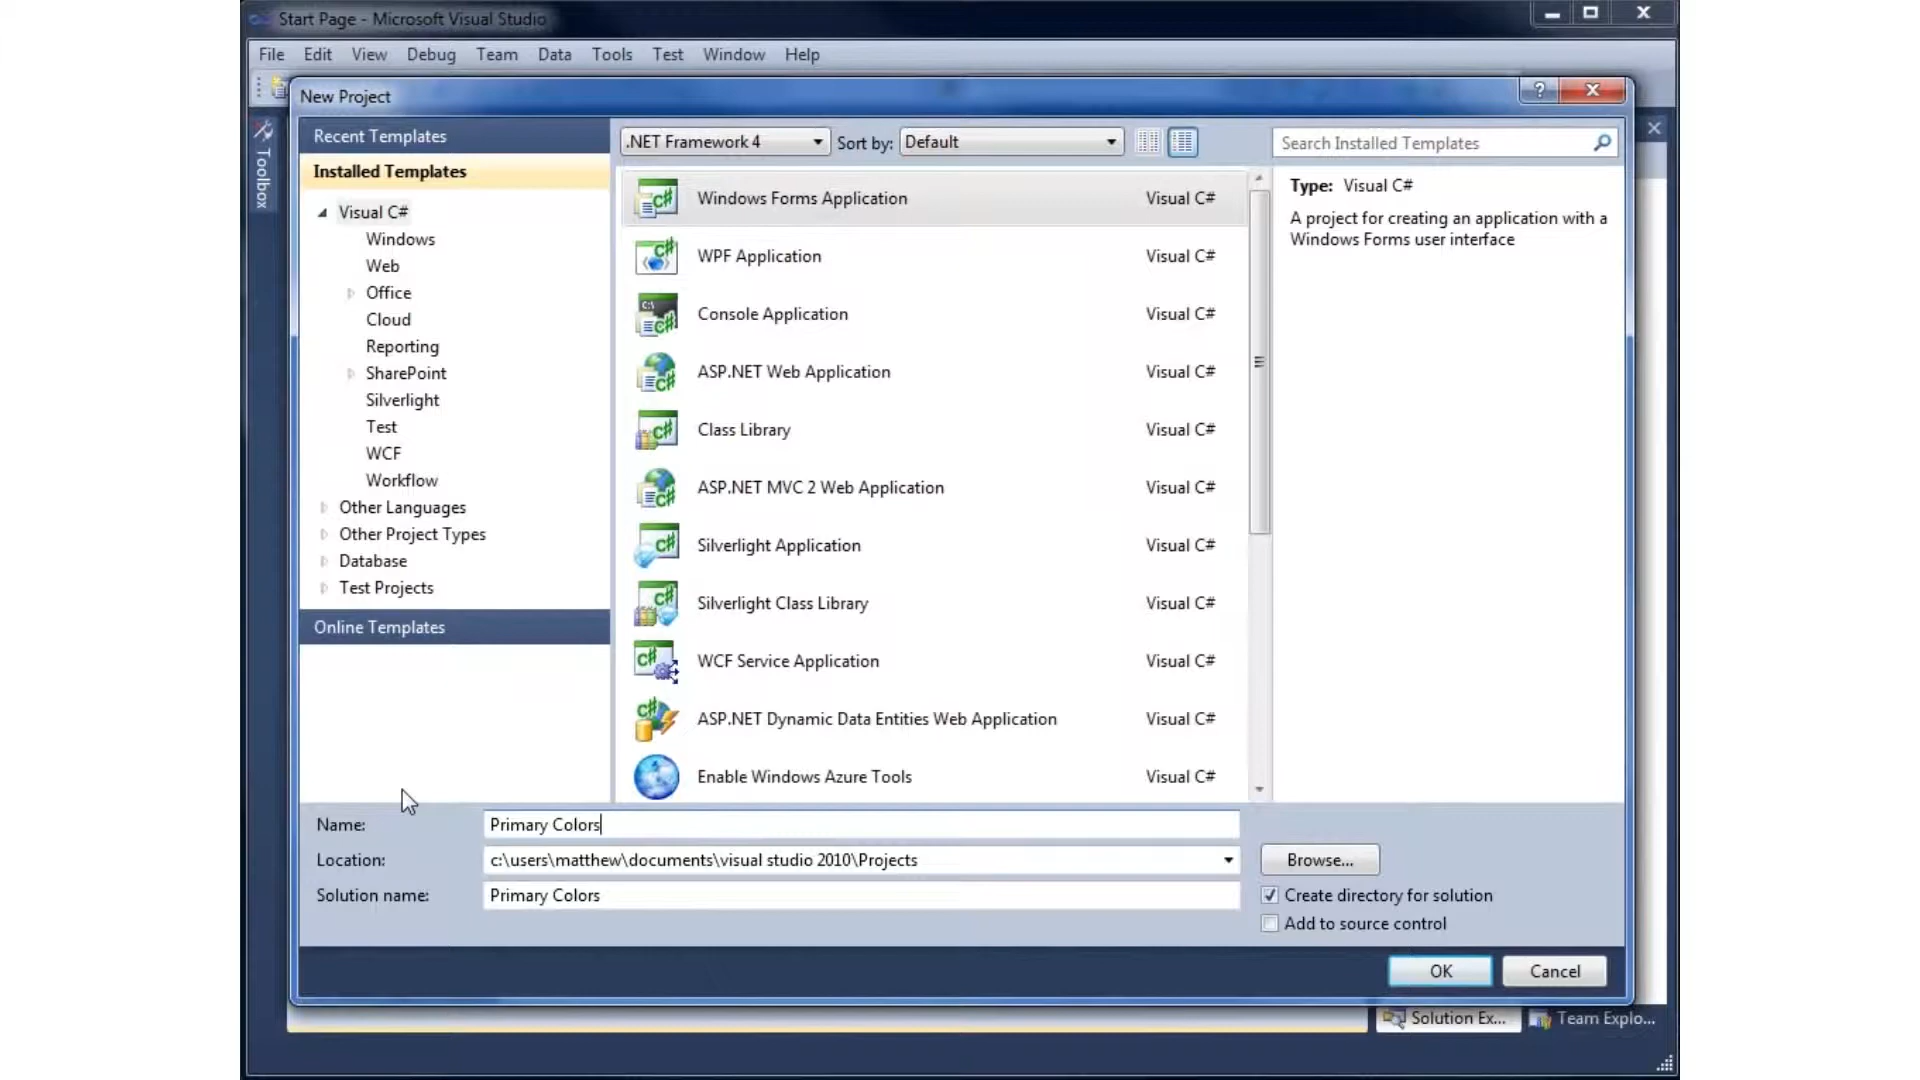 Start Page - Microsoft Visual Studio
File Edit View Debug Team Data Tools Test Window Help
New Project
Toolbox
Recent Templates
Installed Templates
Visual C#
Windows
Web
Office
Cloud
Reporting
SharePoint
Silverlight
Test
WCF
Workflow
Other Languages
Other Project Types
Database
Test Projects
Online Templates
.NET Framework 4 Sort by: Default
Windows Forms Application Visual C#
WPF Application Visual C#
Console Application Visual C#
ASP.NET Web Application Visual C#
Class Library Visual C#
ASP.NET MVC 2 Web Application Visual C#
Silverlight Application Visual C#
Silverlight Class Library Visual C#
WCF Service Application Visual C#
ASP.NET Dynamic Data Entities Web Application Visual C#
Enable Windows Azure Tools Visual C#
Search Installed Templates
Type: Visual C#
A project for creating an application with a
Windows Forms user interface
Name: Primary Colors
Location: c:\users\matthew\documents\visual studio 2010\Projects Browse...
Solution name: Primary Colors Create directory for solution
Add to source control
OK Cancel
Solution Ex... Team Explo...